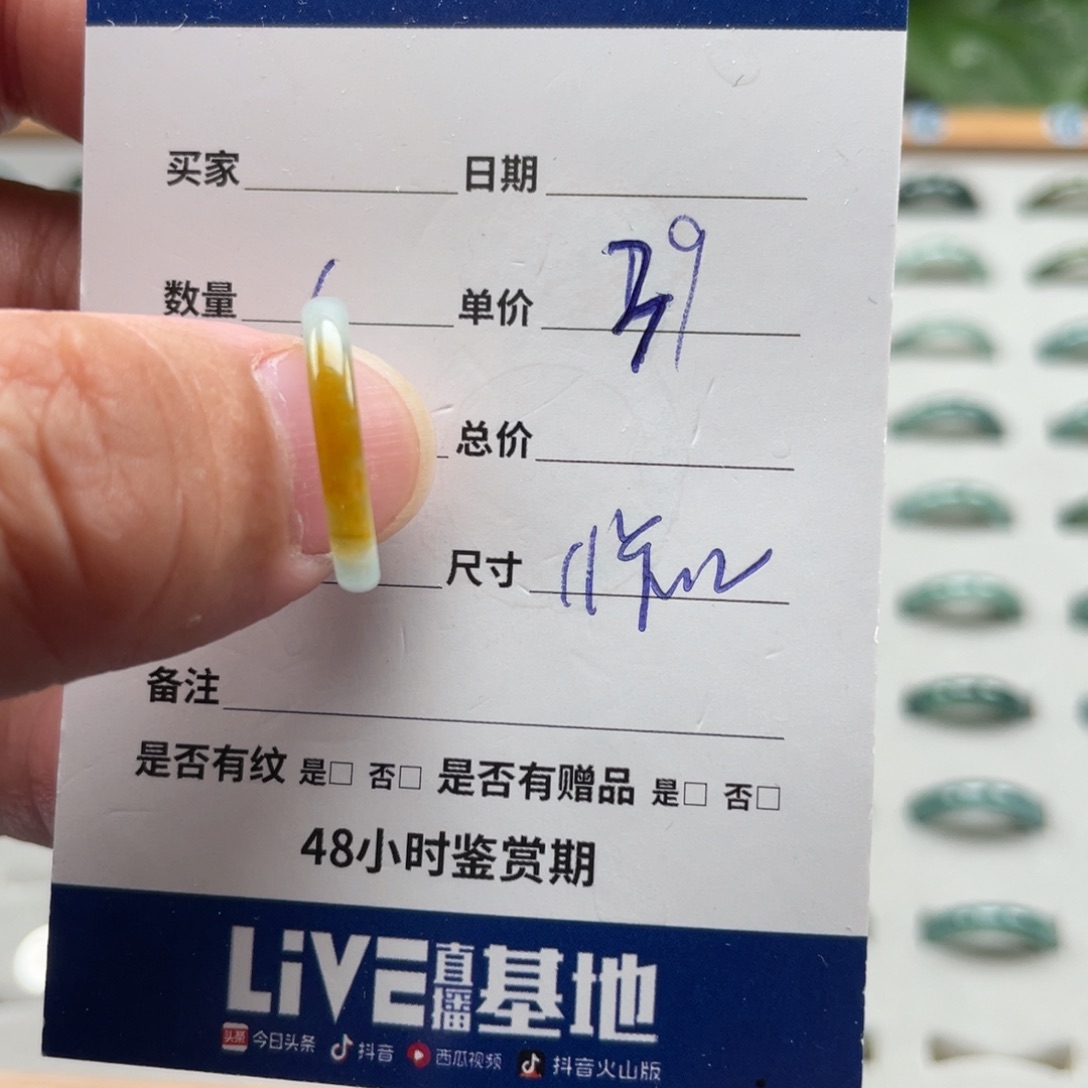 买家 日期
数量 单价
总价
尺寸
备注
是否有纹 是□ 否□ 是否有赠品 是□ 否□
48小时鉴赏期
LiVE直播基地
头条 今日头条 抖音 西瓜视频 抖音火山版